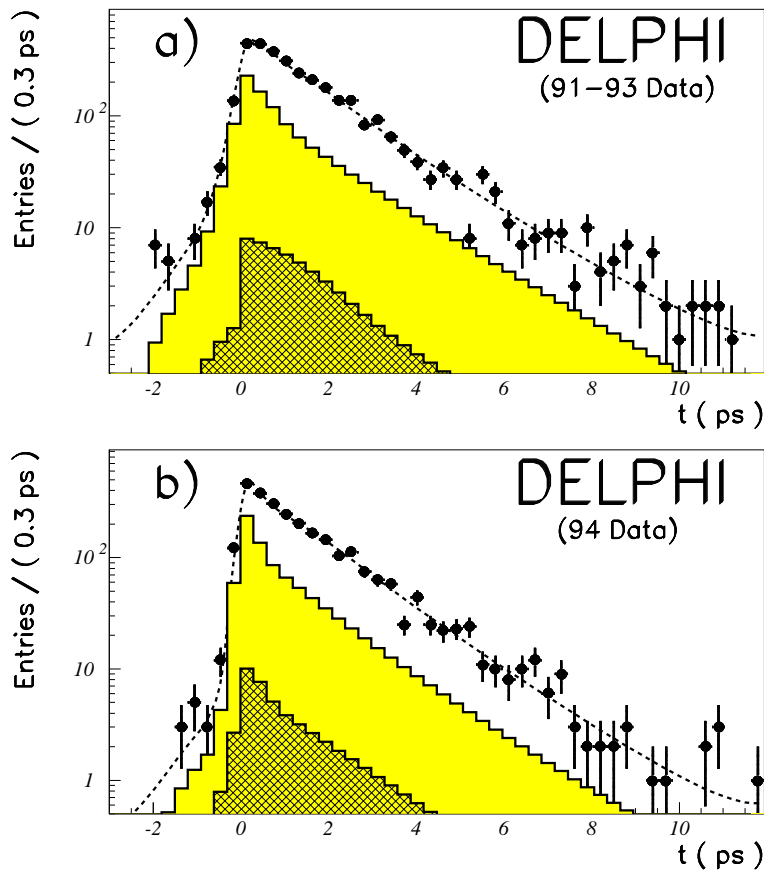 a)
DELPHI
(91-93 Data)
Entries / ( 0.3 ps )
10²
10
1
-2 0 2 4 6 8 10
t ( ps )
b)
DELPHI
(94 Data)
Entries / ( 0.3 ps )
10²
10
1
-2 0 2 4 6 8 10
t ( ps )